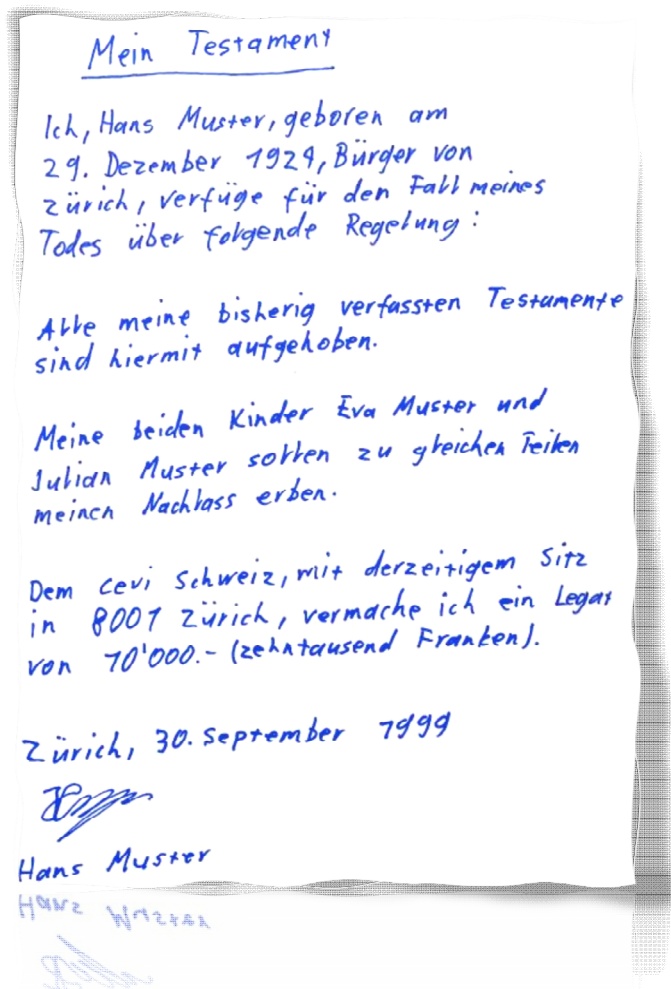 Mein Testament
Ich, Hans Muster, geboren am
29. Dezember 1924, Bürger von
Zürich, verfüge für den Fall meines
Todes über folgende Regelung:
Alle meine bisherig verfassten Testamente
sind hiermit aufgehoben.
Meine beiden Kinder Eva Muster und
Julian Muster sollen zu gleichen Teilen
meinen Nachlass erben.
Dem Cevi Schweiz, mit derzeitigem Sitz
in 8001 Zürich, vermache ich ein Legat
von 10'000.- (zehntausend Franken).
Zürich, 30. September 1999
Hans Muster